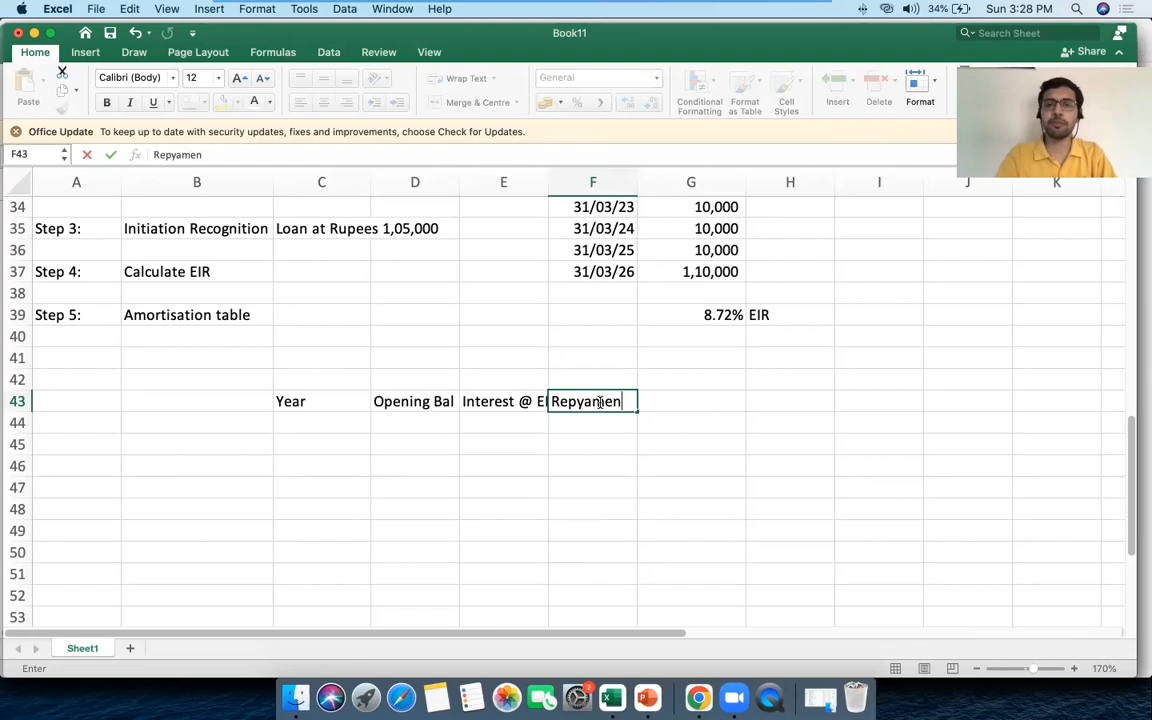 Excel File Edit View Insert Format Tools Data Window Help 34% Sun 3:28 PM
Book11 Search Sheet
Home Insert Draw Page Layout Formulas Data Review View Share
Paste Calibri (Body) 12 A A Wrap Text General Conditional Formatting Format as Table Cell Styles Insert Delete Format
B I U A Merge & Centre %
Office Update To keep up to date with security updates, fixes and improvements, choose Check for Updates.
F43 fx Repyamen
A B C D E F G H I J K
34 31/03/23 10,000
35 Step 3: Initiation Recognition Loan at Rupees 1,05,000 31/03/24 10,000
36 31/03/25 10,000
37 Step 4: Calculate EIR 31/03/26 1,10,000
38
39 Step 5: Amortisation table 8.72% EIR
40
41
42
43 Year Opening Bal Interest @ EI Repyamen
44
45
46
47
48
49
50
51
52
53
Sheet1
Enter 170%
2